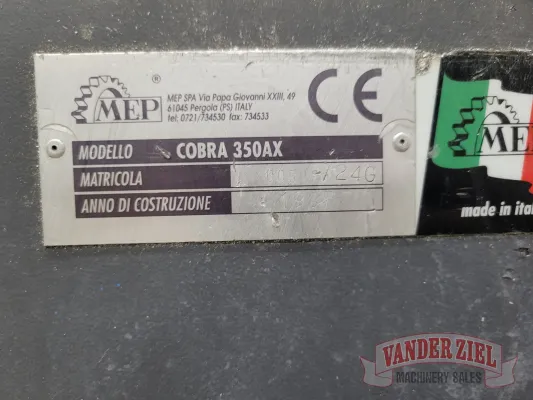 MEP ®
MEP SPA Via Papa Giovanni XXIII, 49
61045 Pergola (PS) ITALY
tel: 0721/734530 fax: 734533
CE
MODELLO COBRA 350AX
MATRICOLA
ANNO DI COSTRUZIONE
MEP
made in ita
VANDER ZIEL
MACHINERY SALES